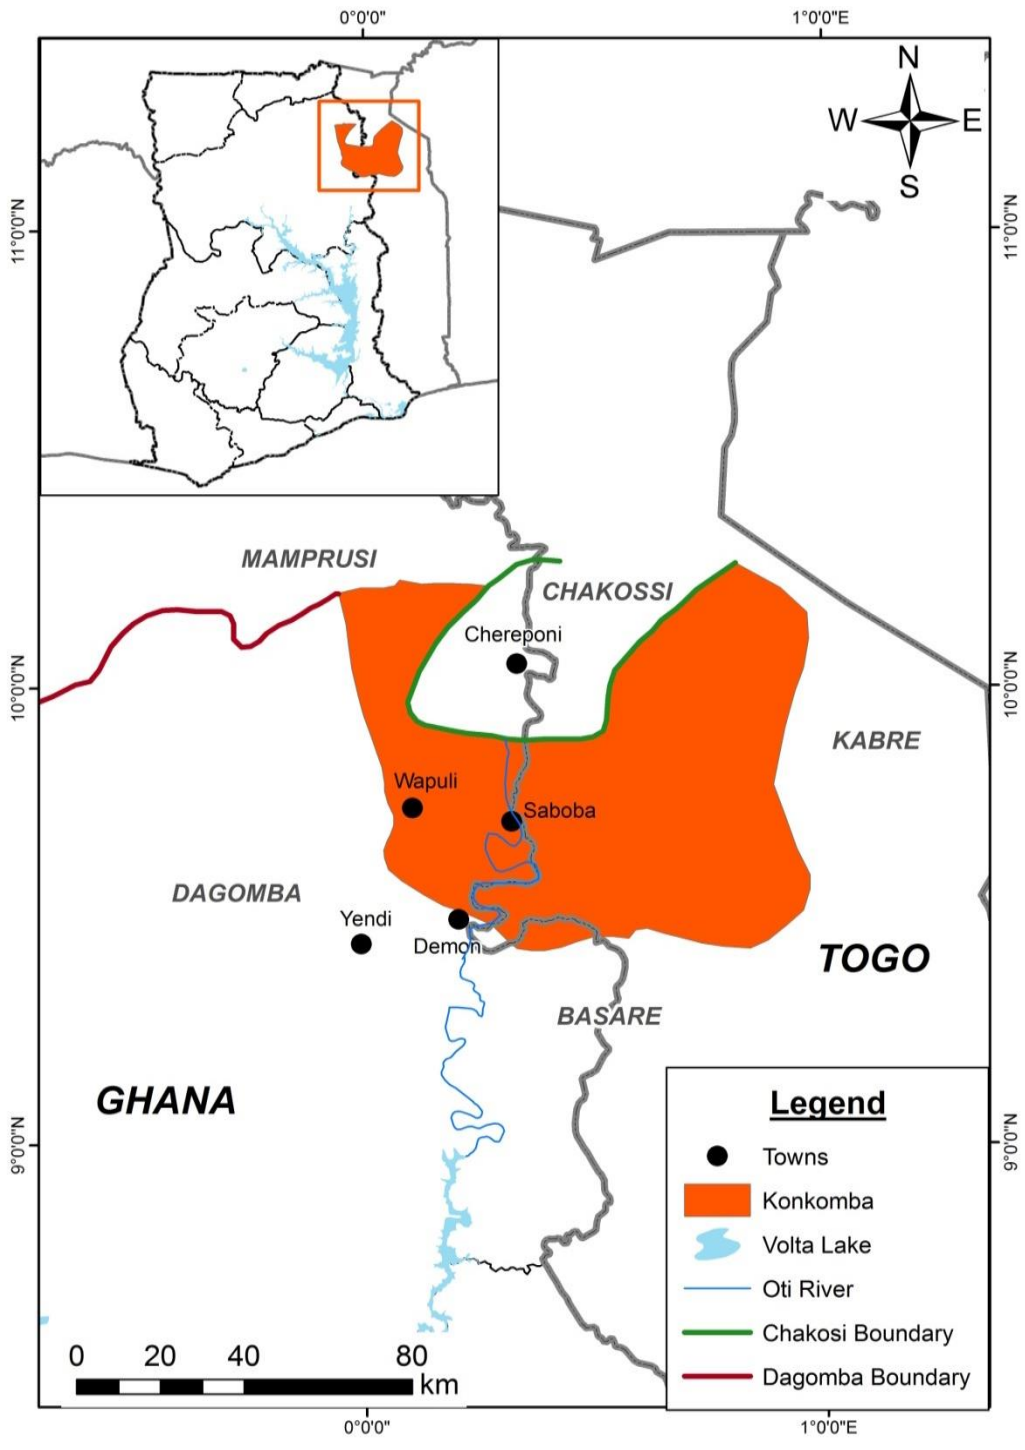 0°0'0"
1°0'0"E
N
W E
S
11°0'0"N
11°0'0"N
MAMPRUSI
CHAKOSSI
Chereponi
10°0'0"N
10°0'0"N
KABRE
Wapuli
Saboba
DAGOMBA
Yendi
Demon
TOGO
BASARE
GHANA
Legend
Towns
Konkomba
Volta Lake
Oti River
Chakosi Boundary
Dagomba Boundary
9°0'0"N
9°0'0"N
0 20 40 80
km
0°0'0"
1°0'0"E